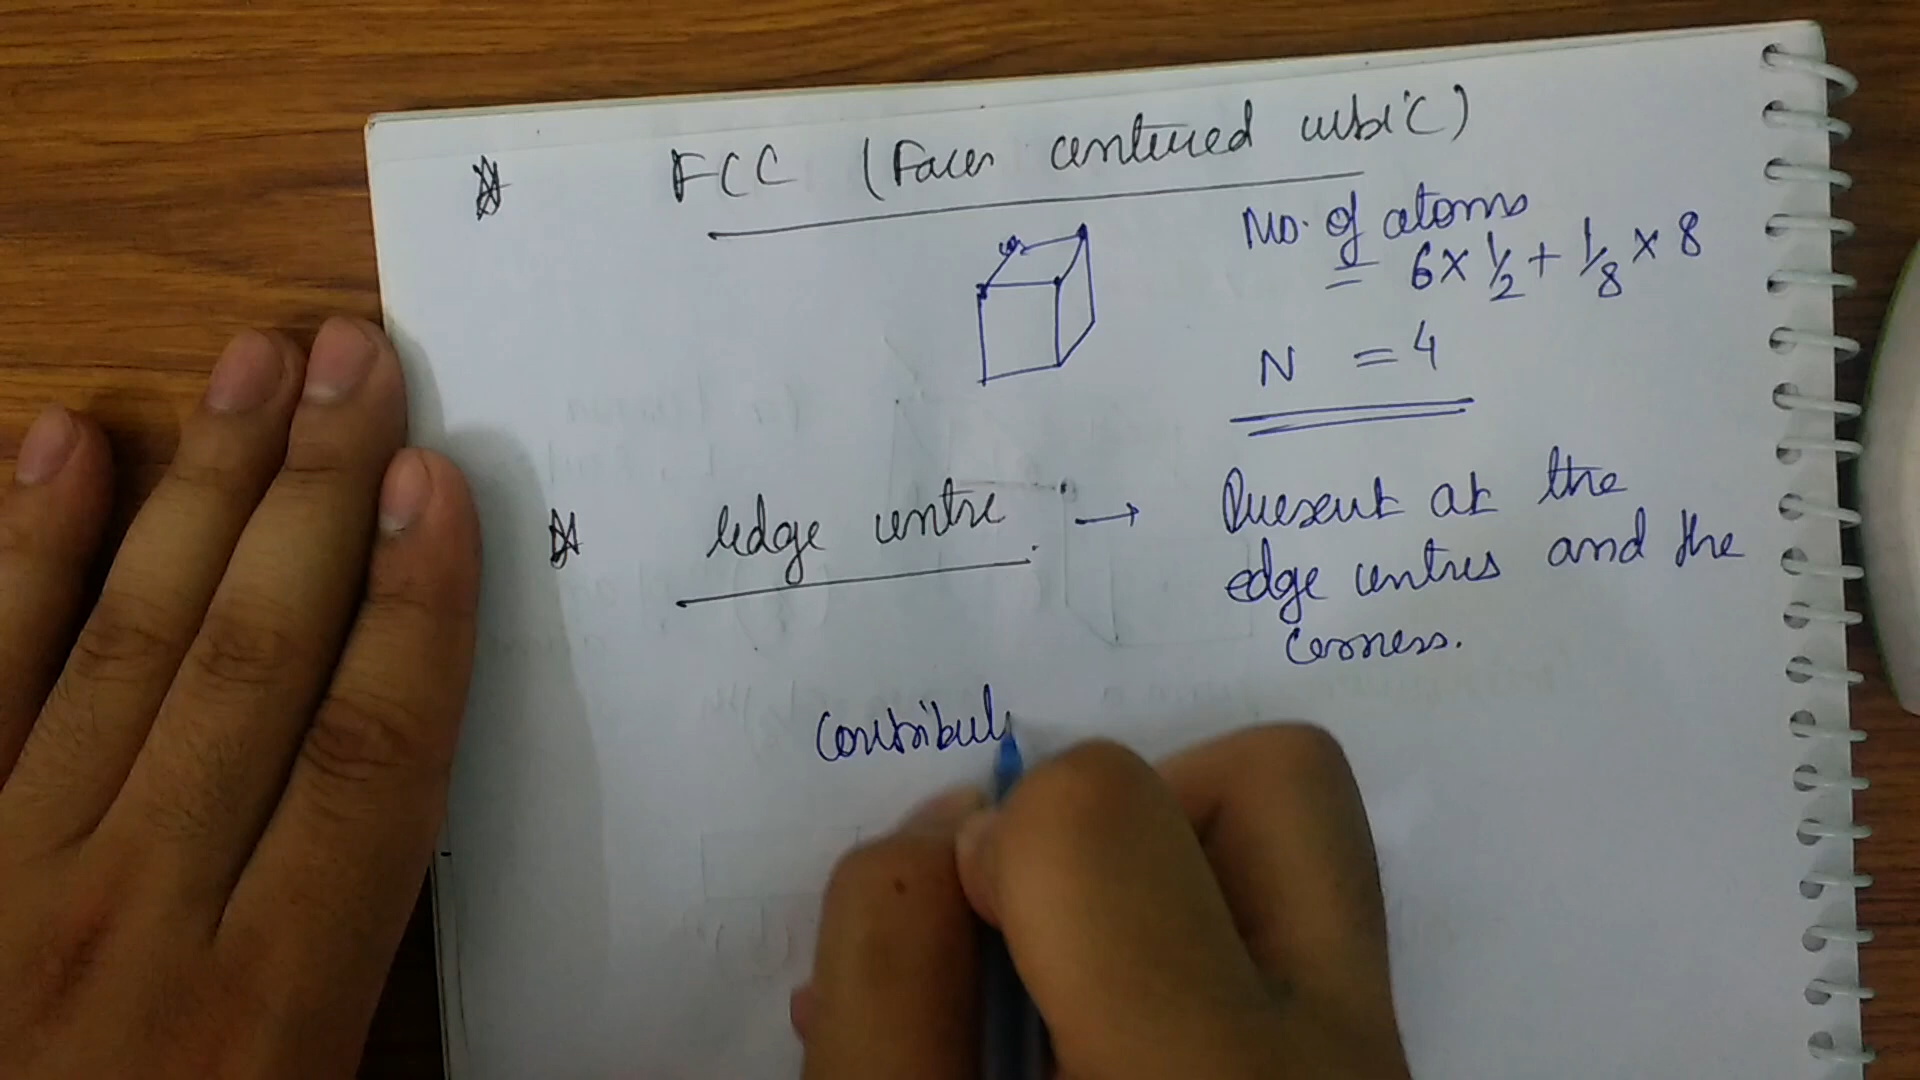 FCC (Face centered cubic)
No. of atoms
= 6 × 1/2 + 1/8 × 8
N = 4
edge centre. → Present at the
edge centres and the
corners.
Contribut